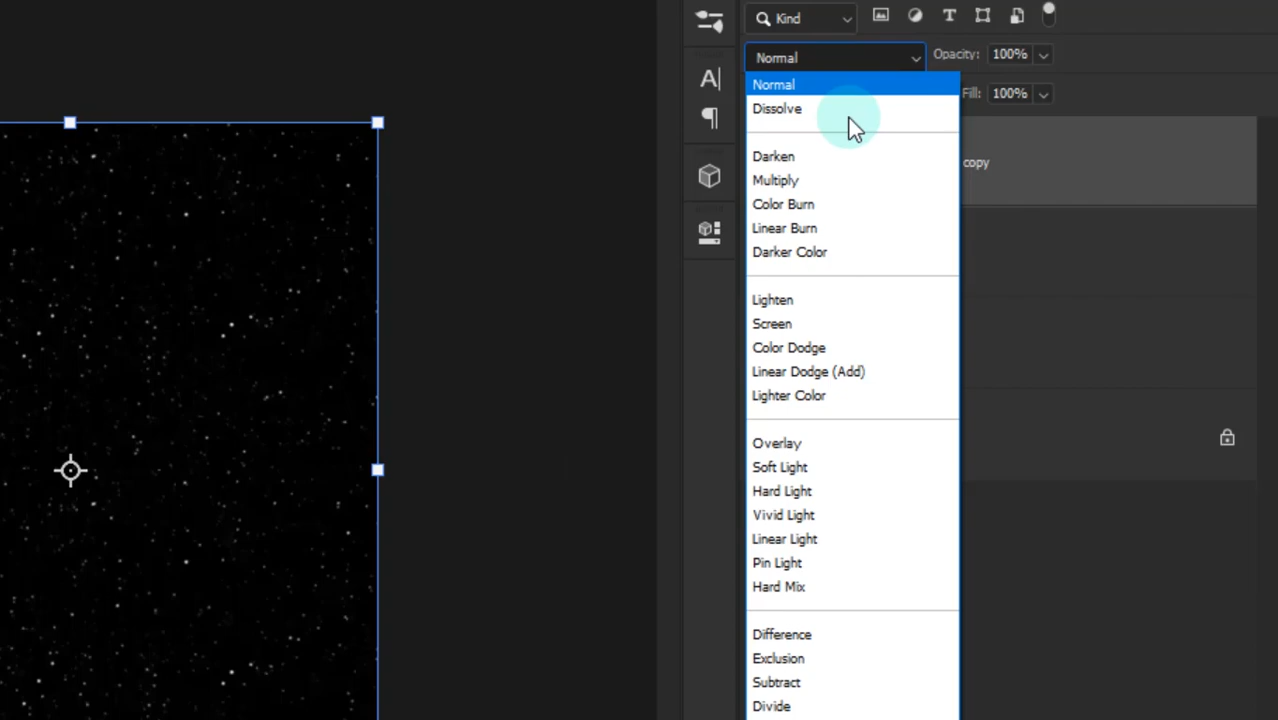 Kind
Normal
Opacity: 100%
Normal
Fill: 100%
Dissolve
Darken
copy
Multiply
Color Burn
Linear Burn
Darker Color
Lighten
Screen
Color Dodge
Linear Dodge (Add)
Lighter Color
Overlay
Soft Light
Hard Light
Vivid Light
Linear Light
Pin Light
Hard Mix
Difference
Exclusion
Subtract
Divide